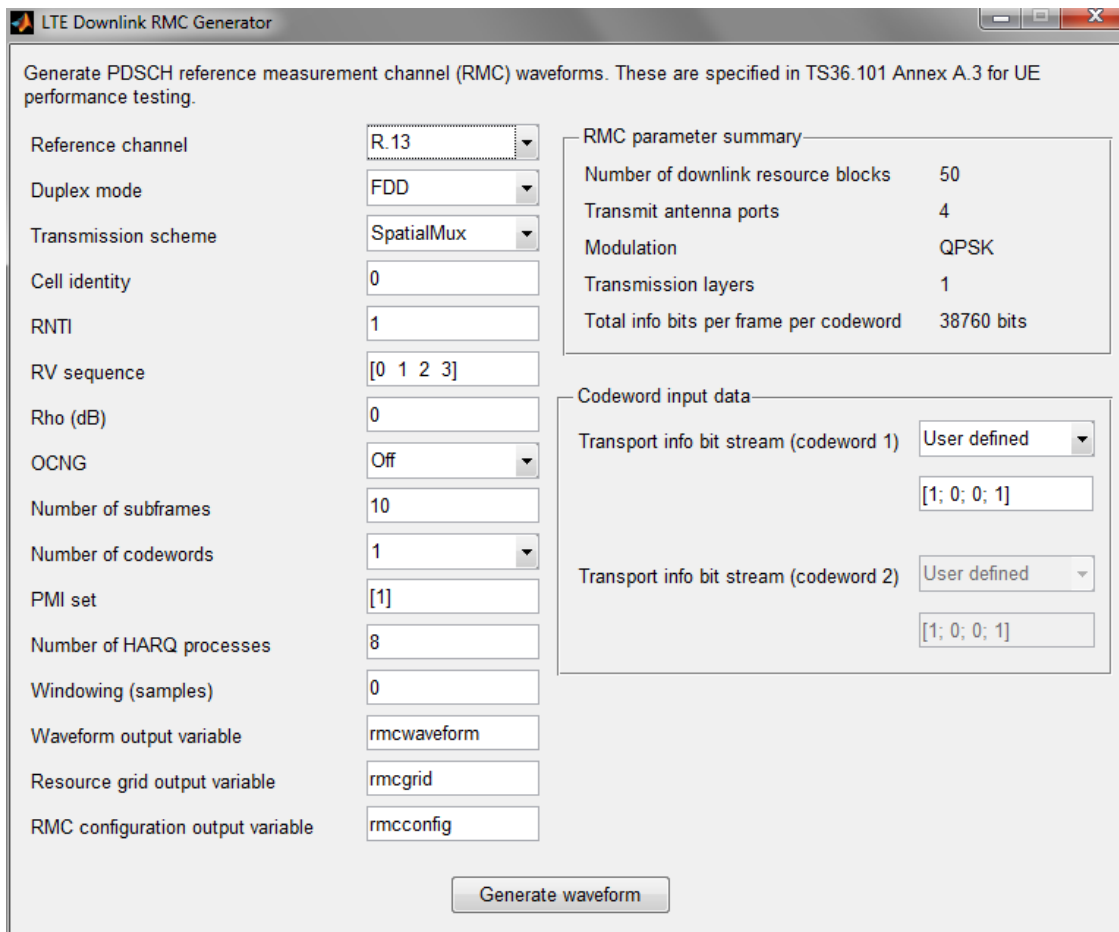 LTE Downlink RMC Generator
Generate PDSCH reference measurement channel (RMC) waveforms. These are specified in TS36.101 Annex A.3 for UE
performance testing.
Reference channel R.13
Duplex mode FDD
Transmission scheme SpatialMux
Cell identity 0
RNTI 1
RV sequence [0 1 2 3]
Rho (dB) 0
OCNG Off
Number of subframes 10
Number of codewords 1
PMI set [1]
Number of HARQ processes 8
Windowing (samples) 0
Waveform output variable rmcwaveform
Resource grid output variable rmcgrid
RMC configuration output variable rmcconfig
RMC parameter summary
Number of downlink resource blocks 50
Transmit antenna ports 4
Modulation QPSK
Transmission layers 1
Total info bits per frame per codeword 38760 bits
Codeword input data
Transport info bit stream (codeword 1) User defined
[1; 0; 0; 1]
Transport info bit stream (codeword 2) User defined
[1; 0; 0; 1]
Generate waveform